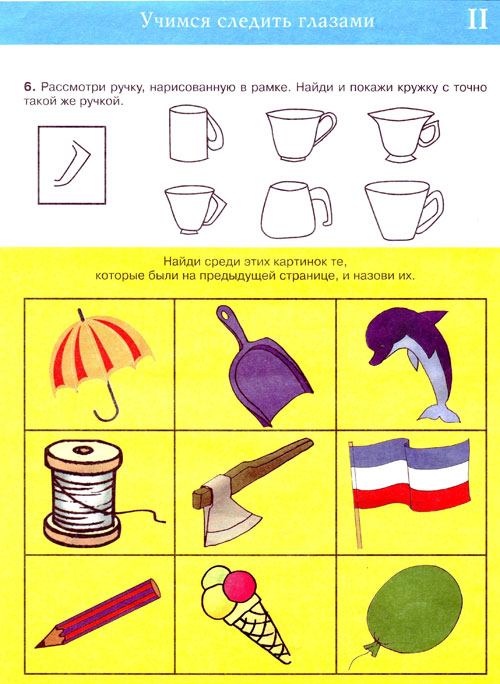 Учимся следить глазами
II
6. Рассмотри ручку, нарисованную в рамке. Найди и покажи кружку с точно
такой же ручкой.
Найди среди этих картинок те,
которые были на предыдущей странице, и назови их.